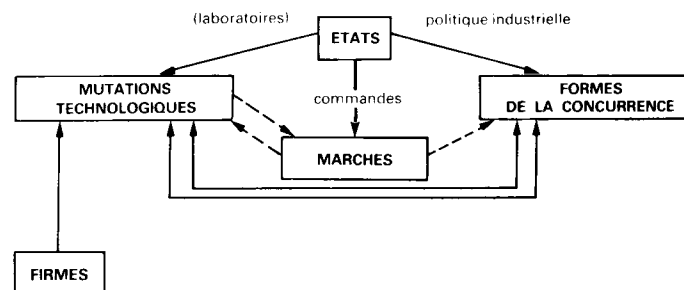 (laboratoires)
politique industrielle
ETATS
MUTATIONS
TECHNOLOGIQUES
FORMES
DE LA CONCURRENCE
commandes
MARCHES
FIRMES